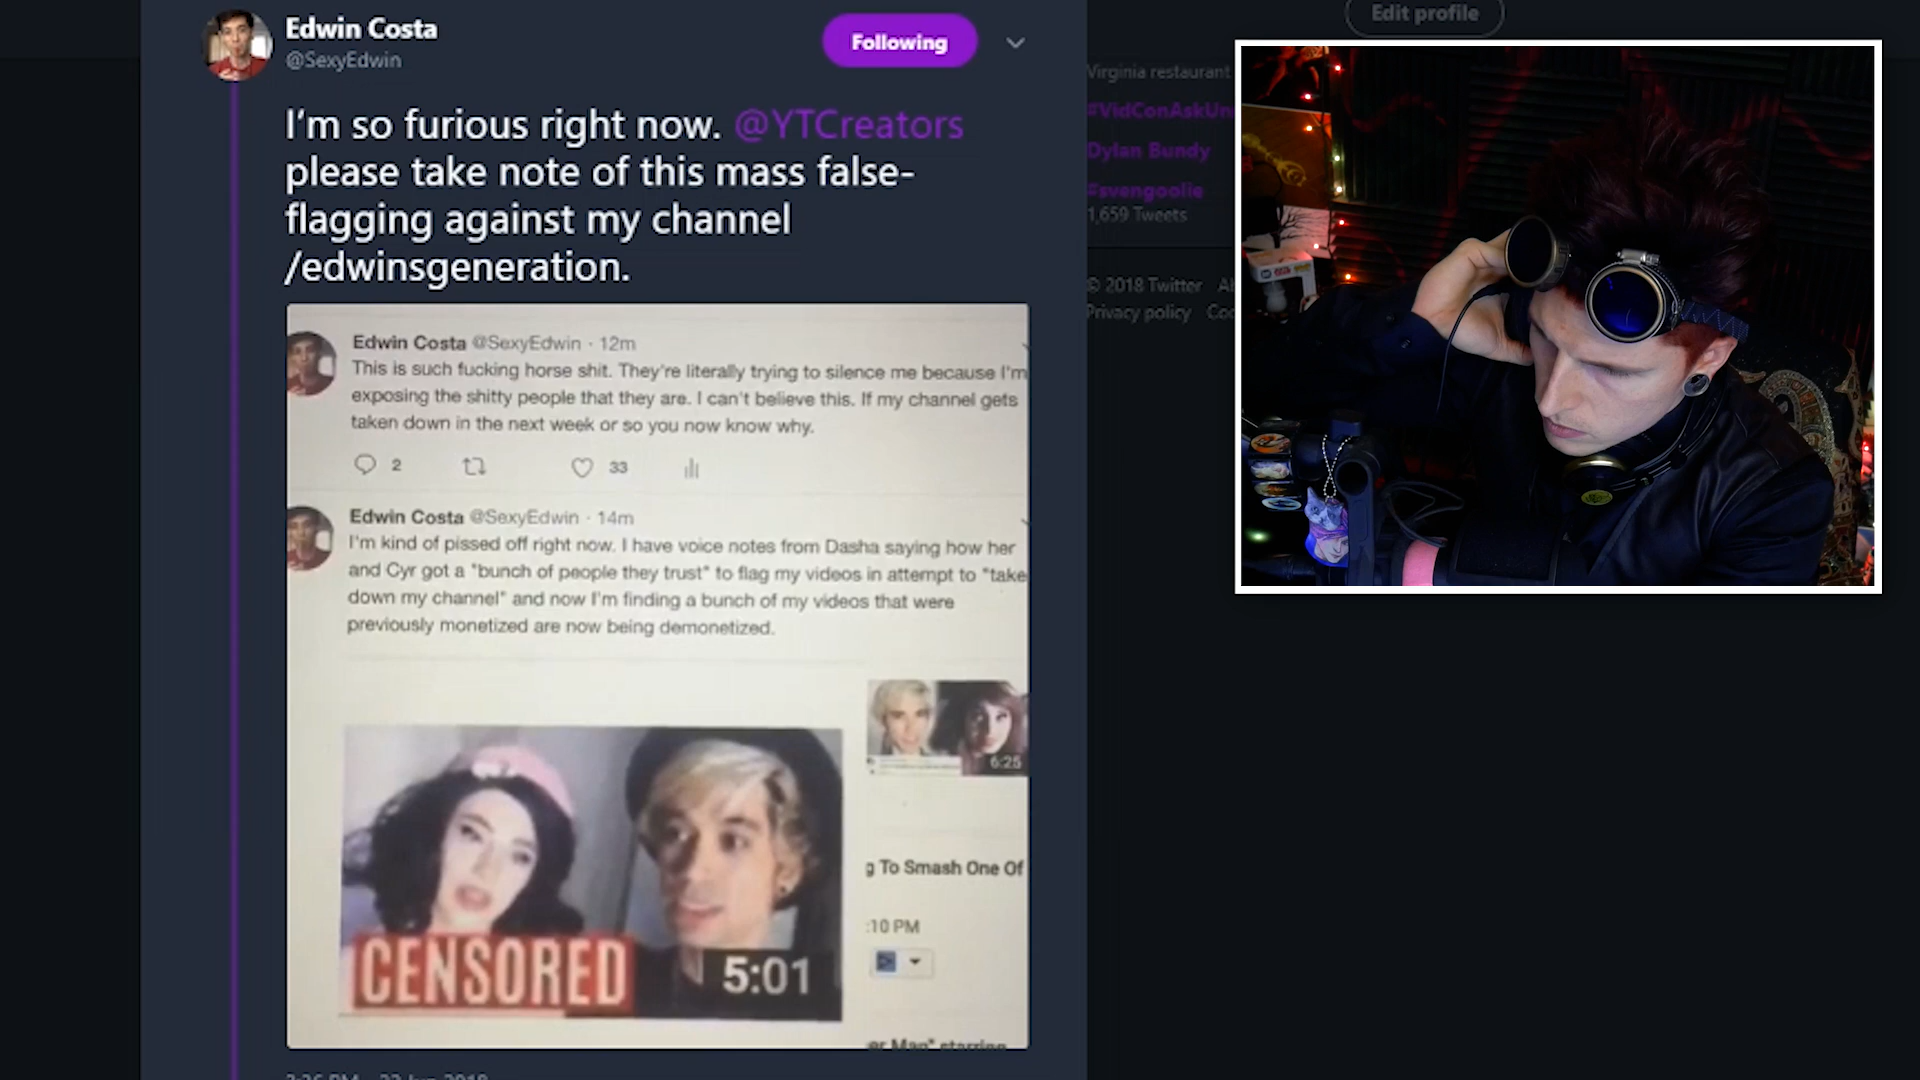 Edwin Costa
@SexyEdwin
Following
I'm so furious right now. @YTCreators
please take note of this mass false-
flagging against my channel
/edwinsgeneration.
Edwin Costa @SexyEdwin · 12m
This is such fucking horse shit. They're literally trying to silence me because I'm
exposing the shitty people that they are. I can't believe this. If my channel gets
taken down in the next week or so you now know why.
2
33
Edwin Costa @SexyEdwin · 14m
I'm kind of pissed off right now. I have voice notes from Dasha saying how her
and Cyr got a "bunch of people they trust" to flag my videos in attempt to "take
down my channel" and now I'm finding a bunch of my videos that were
previously monetized are now being demonetized.
6:25
g To Smash One Of
:10 PM
CENSORED
5:01
er Man" starring
Edit profile
Virginia restaurant
#VidConAskUn
Dylan Bundy
#svengoolie
1,659 Tweets
© 2018 Twitter
Privacy policy